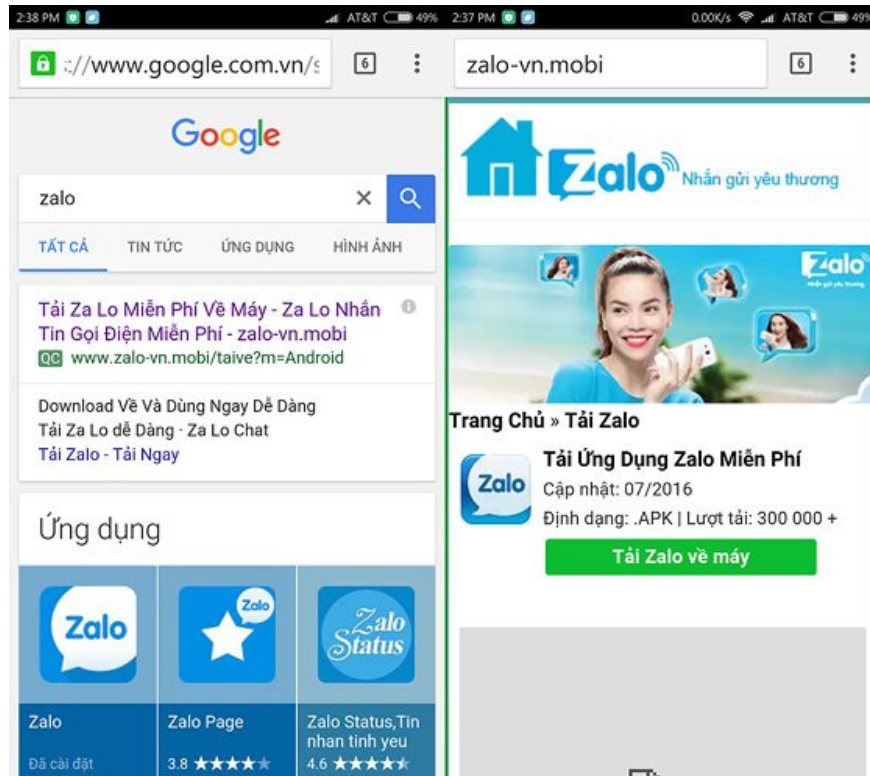 2:38 PM
AT&T
49%
://www.google.com.vn/s
6
Google
zalo
TẤT CẢ
TIN TỨC
ỨNG DỤNG
HÌNH ẢNH
Tải Za Lo Miễn Phí Về Máy - Za Lo Nhắn
Tin Gọi Điện Miễn Phí - zalo-vn.mobi
QC www.zalo-vn.mobi/taive?m=Android
Download Về Và Dùng Ngay Dễ Dàng
Tải Za Lo dễ Dàng · Za Lo Chat
Tải Zalo - Tải Ngay
Ứng dụng
Zalo
Zalo
Zalo
Status
Zalo
Đã cài đặt
Zalo Page
3.8 ★★★★★
Zalo Status,Tin
nhan tinh yeu
4.6 ★★★★★
2:37 PM
0.00K/s
AT&T
49%
zalo-vn.mobi
6
Zalo Nhắn gửi yêu thương
Zalo
Nhắn gửi yêu thương
Trang Chủ » Tải Zalo
Zalo
Tải Ứng Dụng Zalo Miễn Phí
Cập nhật: 07/2016
Định dạng: .APK | Lượt tải: 300 000 +
Tải Zalo về máy